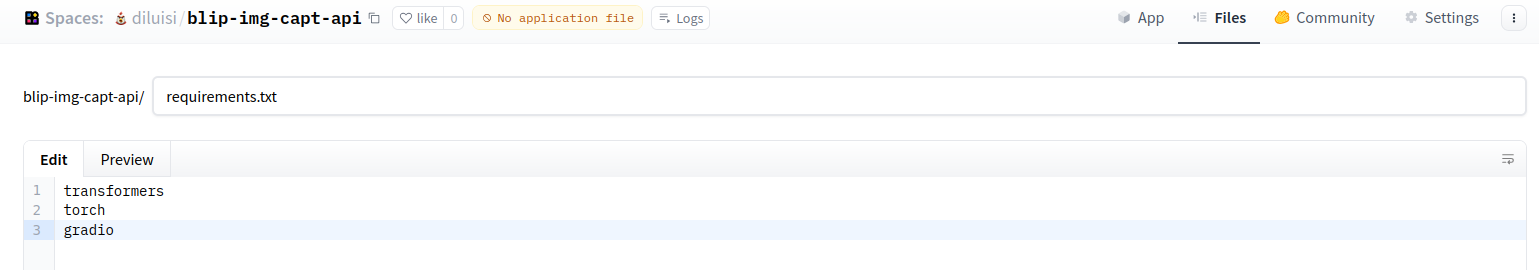 Spaces: diluisi/blip-img-capt-api like 0 No application file Logs App Files Community Settings
blip-img-capt-api/ requirements.txt
Edit Preview
1 transformers
2 torch
3 gradio